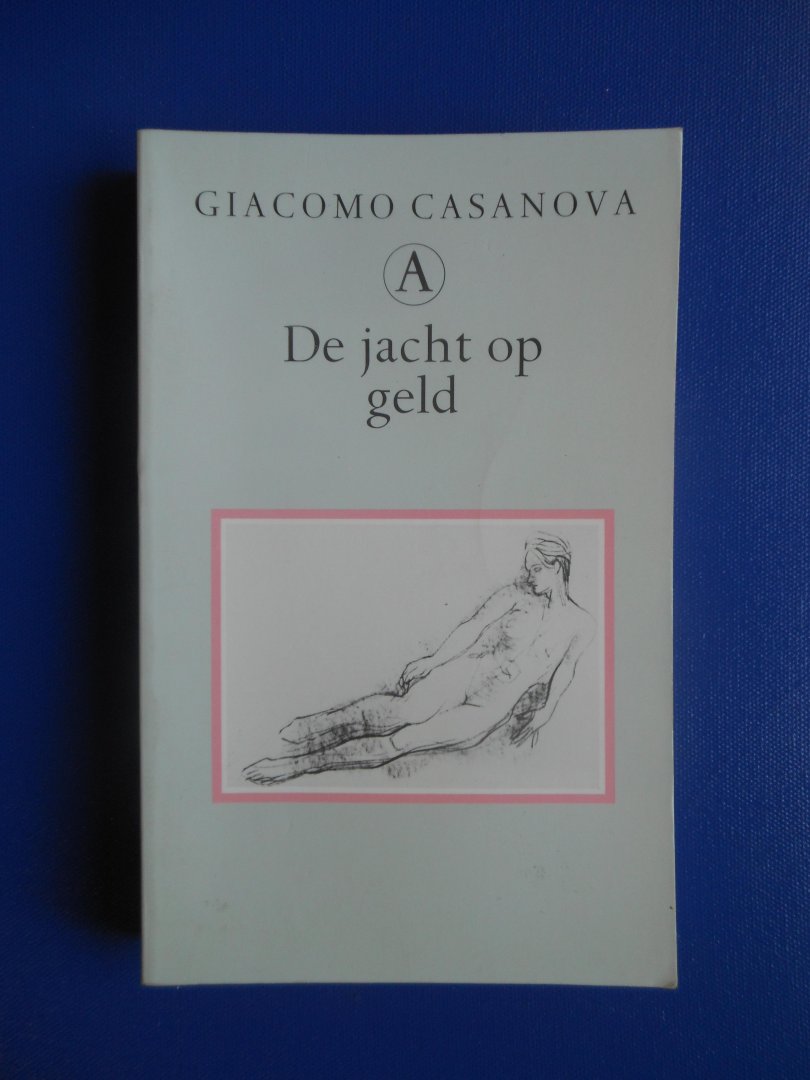 GIACOMO CASANOVA
A
De jacht op
geld